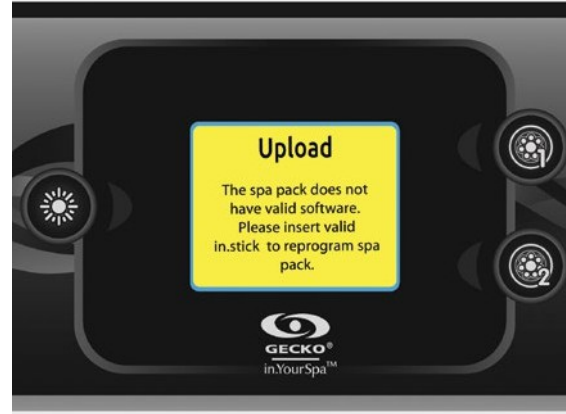 Upload
The spa pack does not
have valid software.
Please insert valid
in.stick to reprogram spa
pack.
1
2
GECKO®
in.YourSpa™